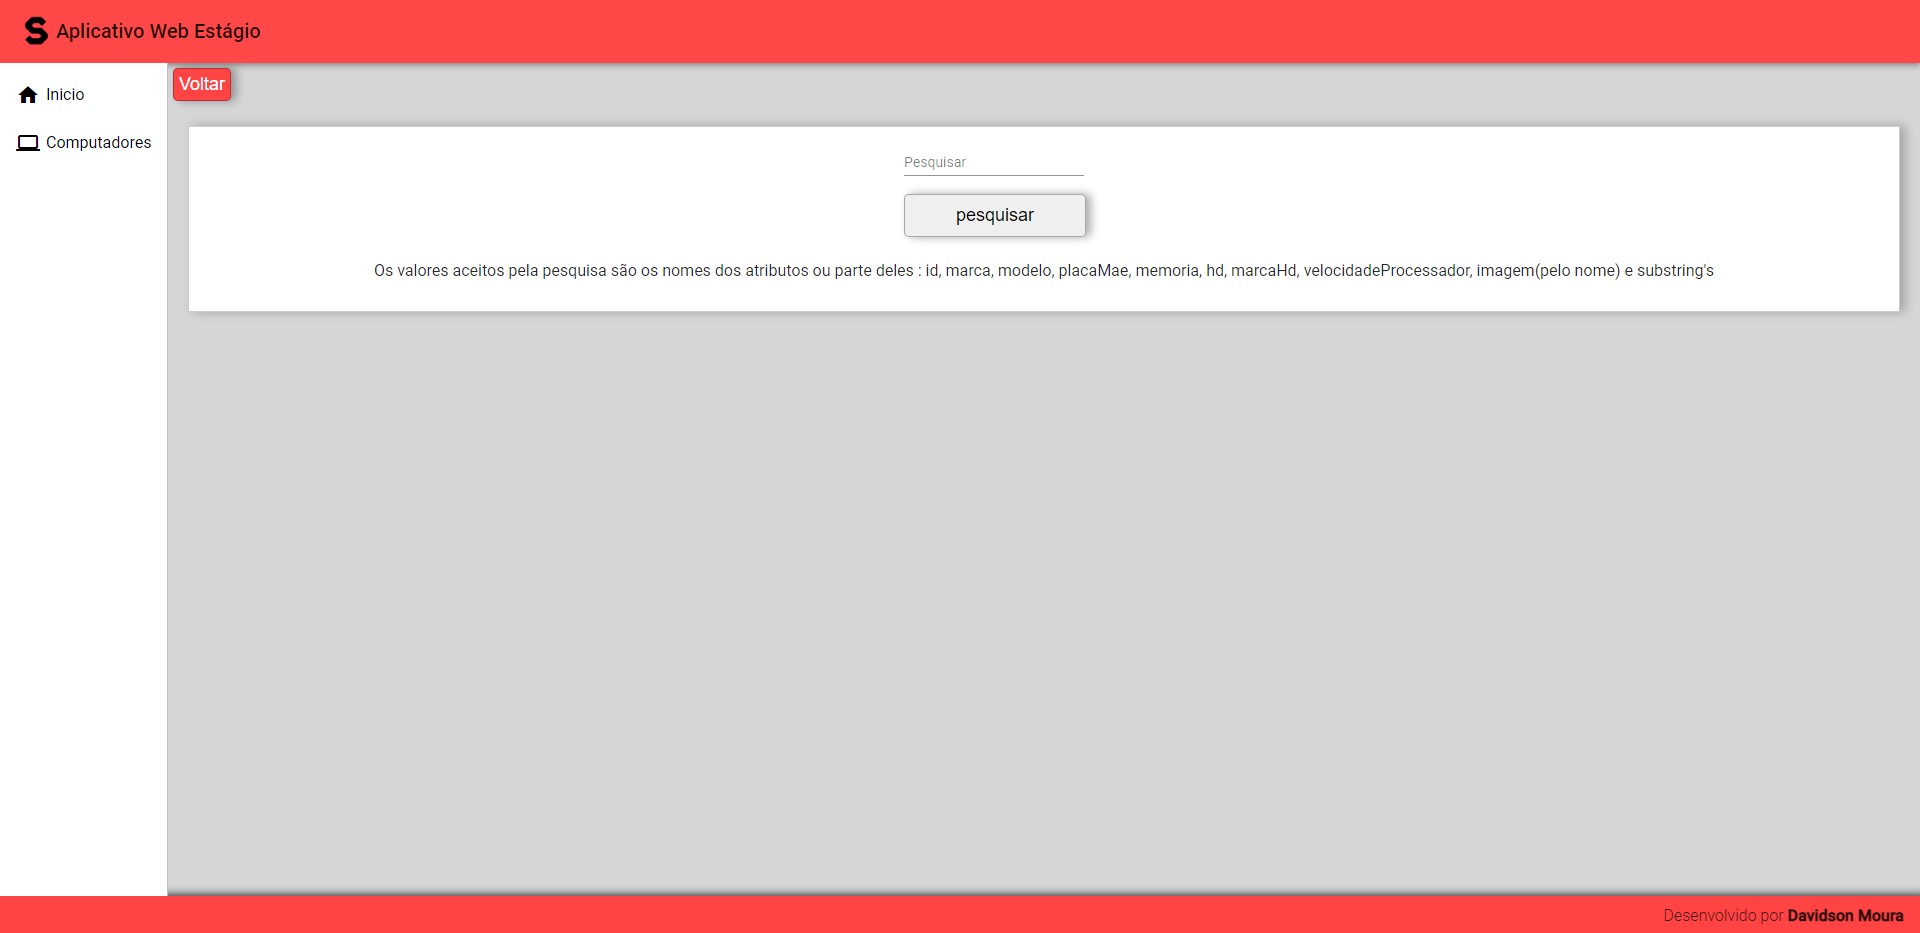 S Aplicativo Web Estágio
Inicio
Computadores
Voltar
Pesquisar
pesquisar
Os valores aceitos pela pesquisa são os nomes dos atributos ou parte deles : id, marca, modelo, placaMae, memoria, hd, marcaHd, velocidadeProcessador, imagem(pelo nome) e substring's
Desenvolvido por Davidson Moura